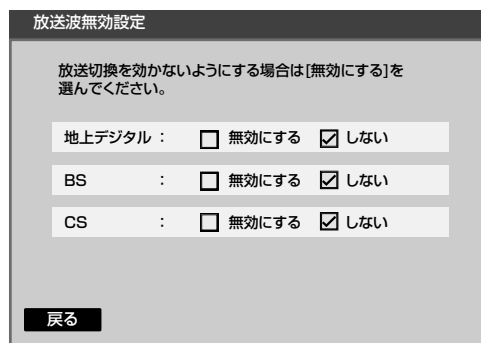 放送波無効設定
放送切換を効かないようにする場合は[無効にする]を
選んでください。
地上デジタル： 無効にする しない
BS ： 無効にする しない
CS ： 無効にする しない
戻る